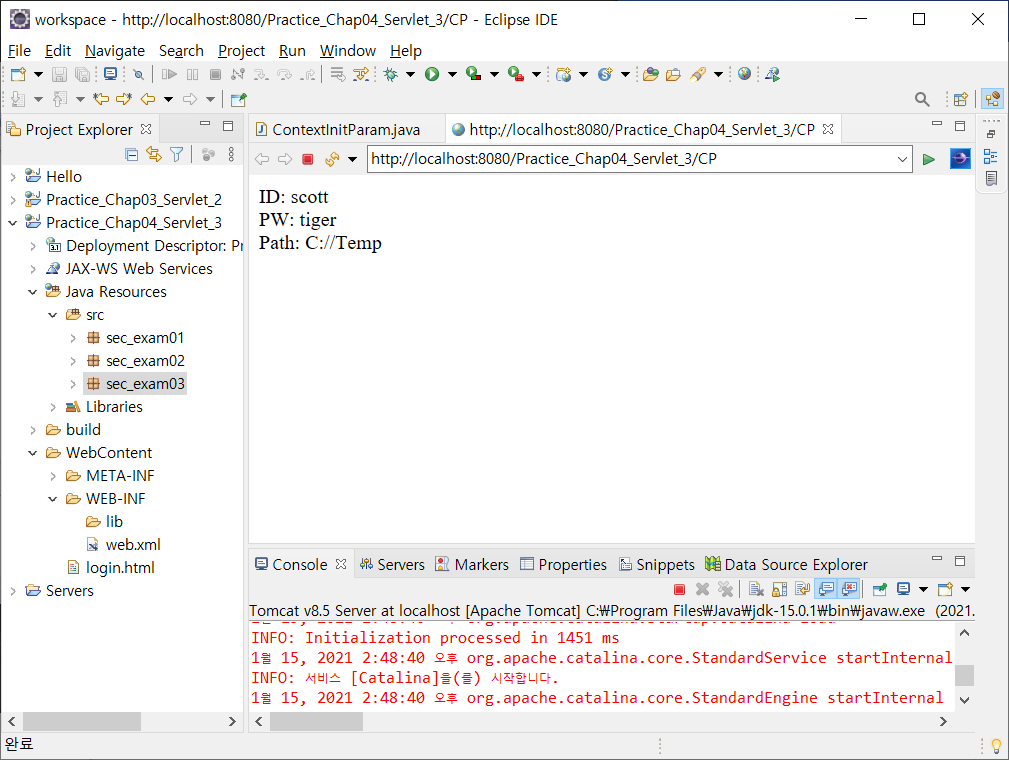 workspace - http://localhost:8080/Practice_Chap04_Servlet_3/CP - Eclipse IDE
File Edit Navigate Search Project Run Window Help
Project Explorer
Hello
Practice_Chap03_Servlet_2
Practice_Chap04_Servlet_3
Deployment Descriptor: Pr
JAX-WS Web Services
Java Resources
src
sec_exam01
sec_exam02
sec_exam03
Libraries
build
WebContent
META-INF
WEB-INF
lib
web.xml
login.html
Servers
ContextInitParam.java http://localhost:8080/Practice_Chap04_Servlet_3/CP
http://localhost:8080/Practice_Chap04_Servlet_3/CP
ID: scott
PW: tiger
Path: C://Temp
Console Servers Markers Properties Snippets Data Source Explorer
Tomcat v8.5 Server at localhost [Apache Tomcat] C:₩Program Files₩Java₩jdk-15.0.1₩bin₩javaw.exe (2021.
INFO: Initialization processed in 1451 ms
1월 15, 2021 2:48:40 오후 org.apache.catalina.core.StandardService startInternal
INFO: 서비스 [Catalina]을(를) 시작합니다.
1월 15, 2021 2:48:40 오후 org.apache.catalina.core.StandardEngine startInternal
완료